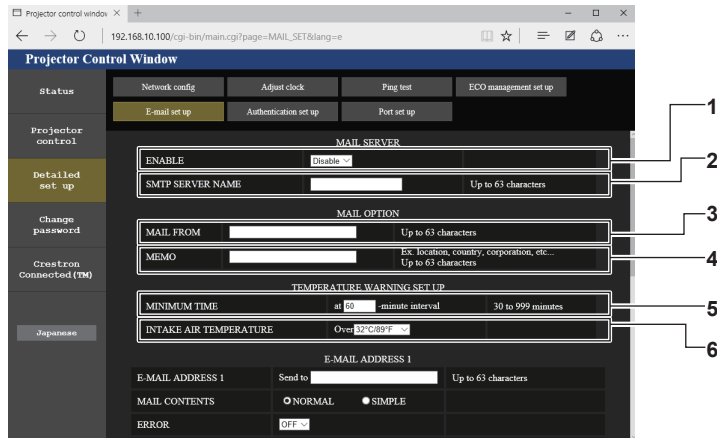 Projector control window
192.168.10.100/cgi-bin/main.cgi?page=MAIL_SET&lang=e
Projector Control Window
Status
Projector
control
Detailed
set up
Change
password
Crestron
Connected(TM)
Japanese
Network config
Adjust clock
Ping test
ECO management set up
E-mail set up
Authentication set up
Port set up
MAIL SERVER
ENABLE Disable
1
SMTP SERVER NAME Up to 63 characters
2
MAIL OPTION
MAIL FROM Up to 63 characters
3
MEMO Ex. location, country, corporation, etc...
Up to 63 characters
4
TEMPERATURE WARNING SET UP
MINIMUM TIME at 60 -minute interval 30 to 999 minutes
5
INTAKE AIR TEMPERATURE Over 32°C/89°F
6
E-MAIL ADDRESS 1
E-MAIL ADDRESS 1 Send to Up to 63 characters
MAIL CONTENTS NORMAL SIMPLE
ERROR OFF